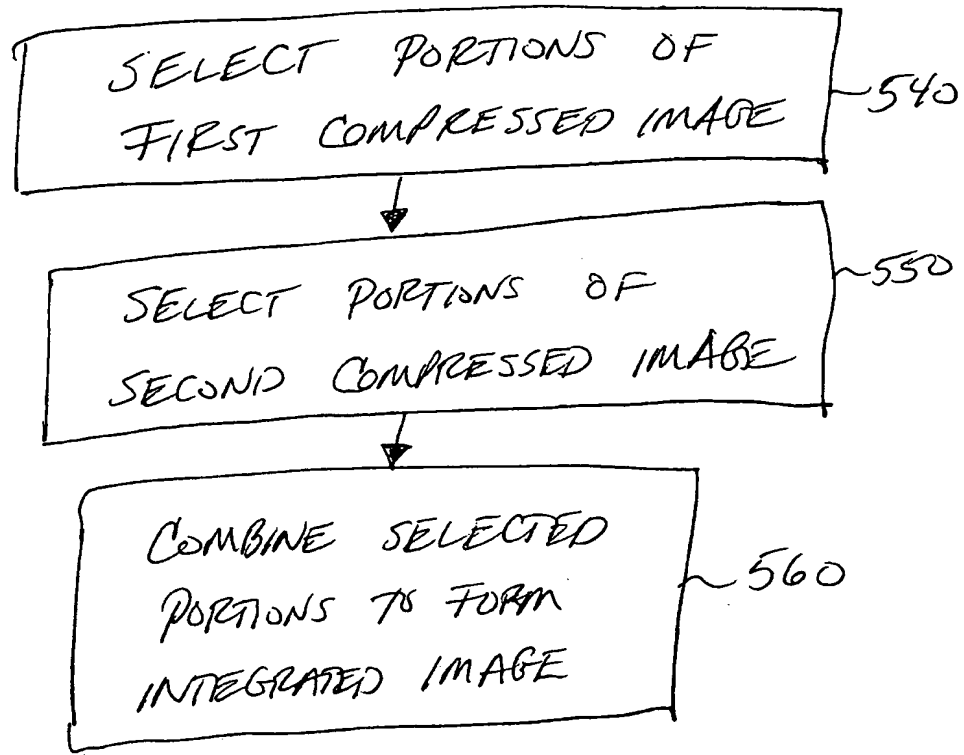 SELECT PORTIONS OF
FIRST COMPRESSED IMAGE
540
SELECT PORTIONS OF
SECOND COMPRESSED IMAGE
550
COMBINE SELECTED
PORTIONS TO FORM
INTEGRATED IMAGE
560